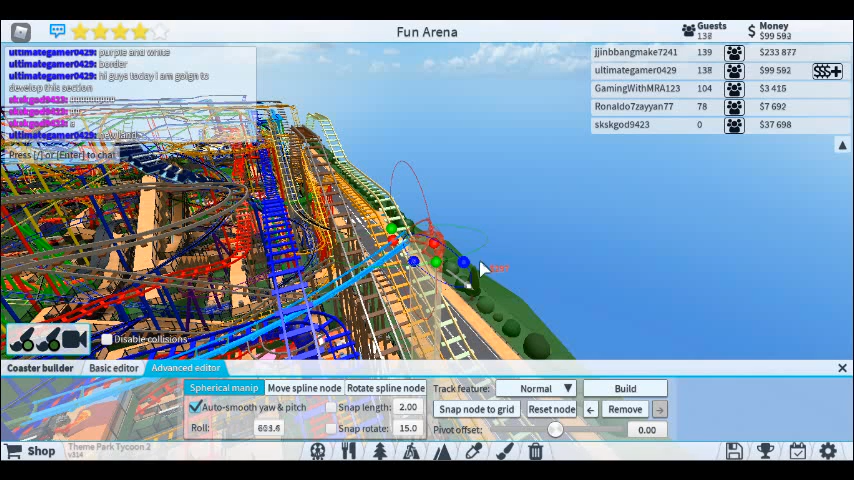 Fun Arena
Guests
138
Money
$99 592
ultimategamer0429: purple and white
ultimategamer0429: border
ultimategamer0429: hi guys today i am goign to
develop this section
Press [/] or [Enter] to chat
jjinbbangmake7241 139 $233 877
ultimategamer0429 138 $99 592
GamingWithMRA123 104 $3 415
Ronaldo7zayyan77 78 $7 692
skskgod9423 0 $37 698
Disable collisions
Coaster builder Basic editor Advanced editor
Spherical manip Move spline node Rotate spline node Track feature: Normal Build
Auto-smooth yaw & pitch Snap length: 2.00 Snap node to grid Reset node Remove
Roll: Snap rotate: 15.0 Pivot offset: 0.00
Shop
Theme Park Tycoon 2
v314